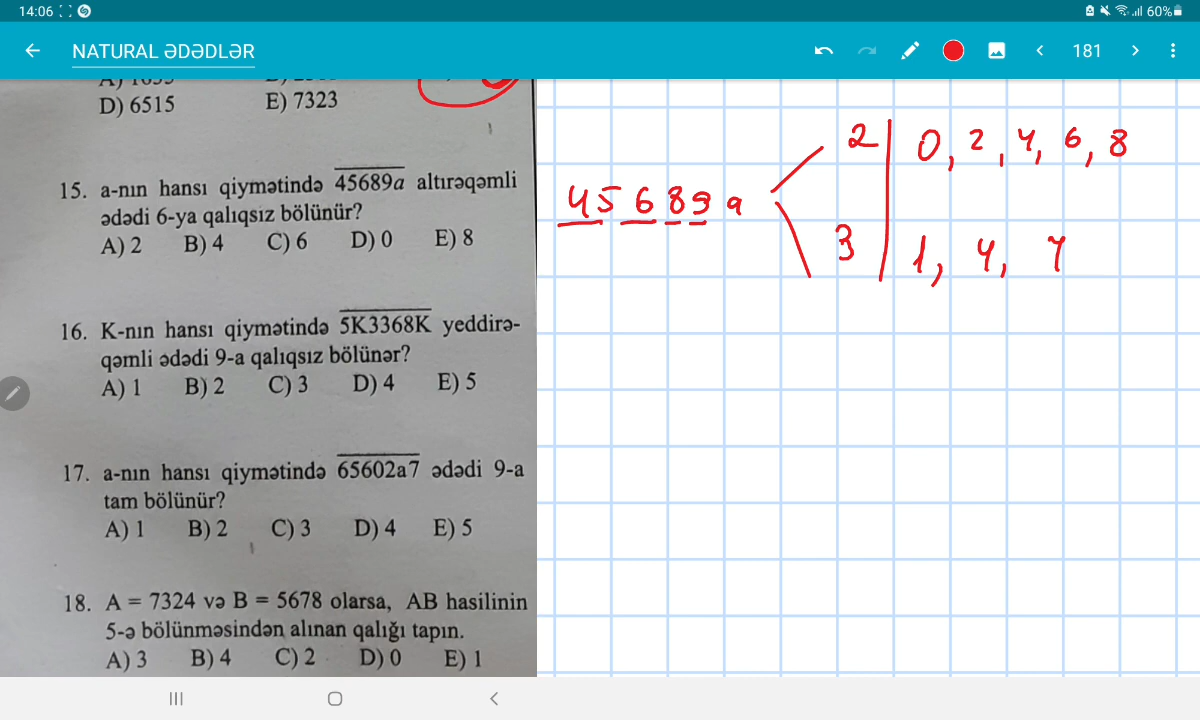 14:06
60%
NATURAL ƏDƏDLƏR
181
D) 6515 E) 7323
15. a-nın hansı qiymətində 45689a altırəqəmli
ədədi 6-ya qalıqsız bölünür?
A) 2 B) 4 C) 6 D) 0 E) 8
16. K-nın hansı qiymətində 5K3368K yeddirə-
qəmli ədədi 9-a qalıqsız bölünər?
A) 1 B) 2 C) 3 D) 4 E) 5
17. a-nın hansı qiymətində 65602a7 ədədi 9-a
tam bölünür?
A) 1 B) 2 C) 3 D) 4 E) 5
18. A = 7324 və B = 5678 olarsa, AB hasilinin
5-ə bölünməsindən alınan qalığı tapın.
A) 3 B) 4 C) 2 D) 0 E) 1
2 | 0, 2, 4, 6, 8
45689a
3 | 1, 4, 7